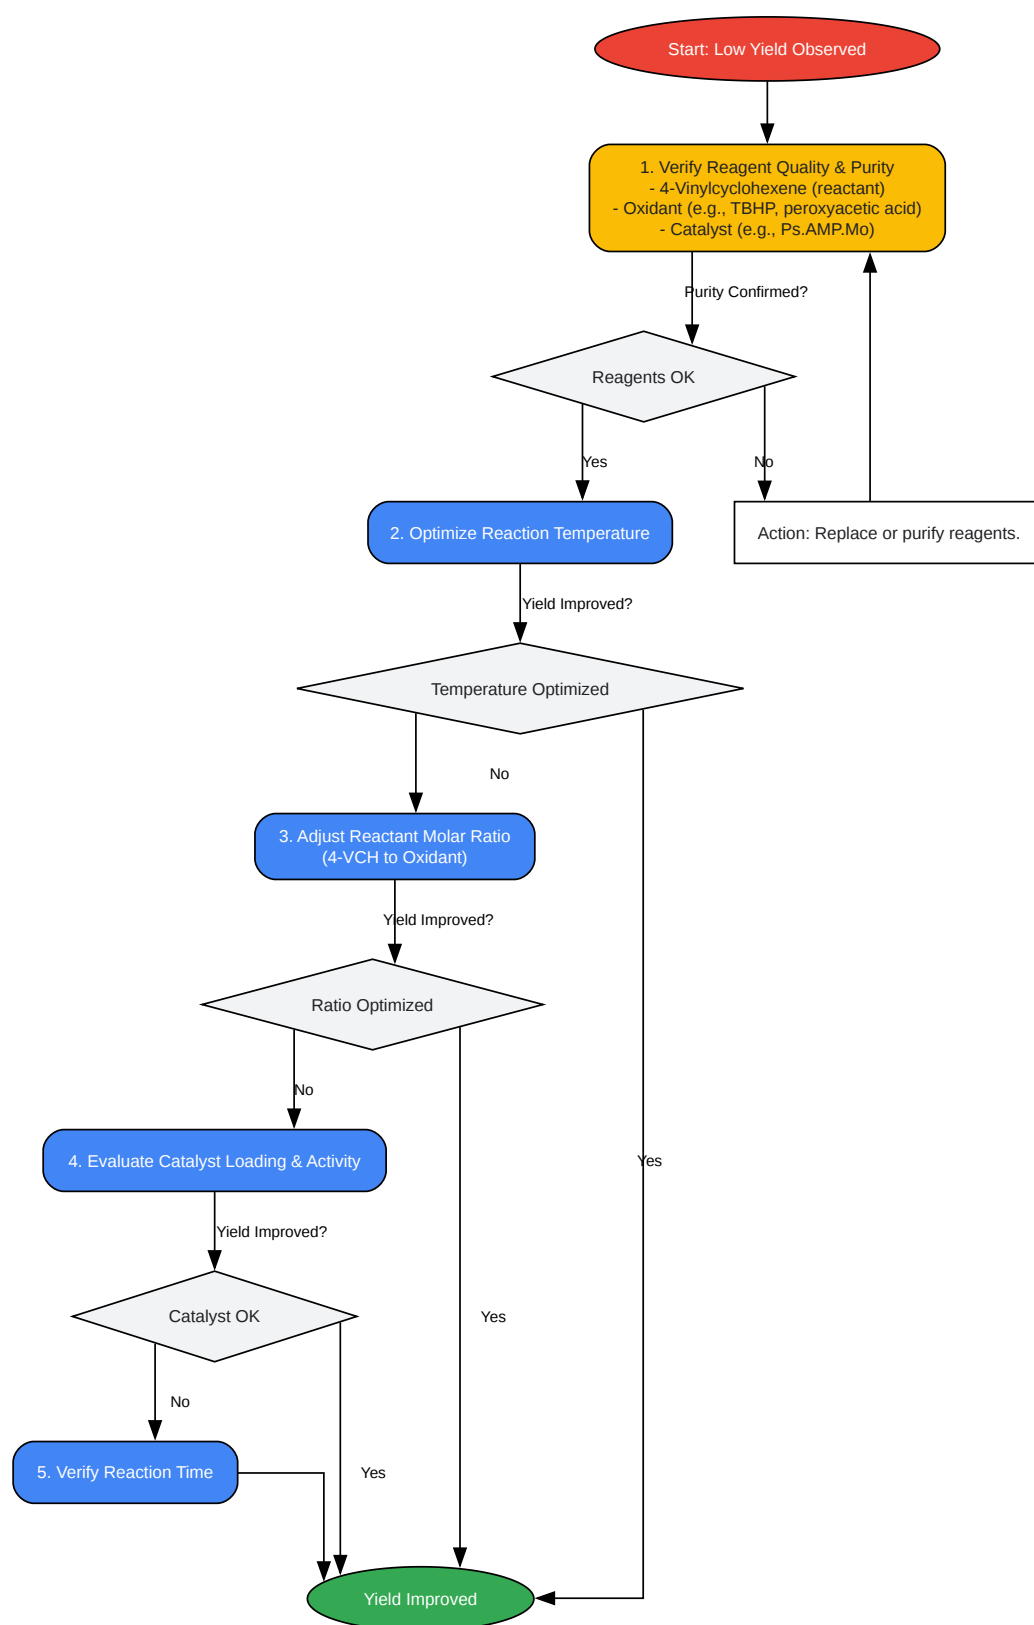 Start: Low Yield Observed
1. Verify Reagent Quality & Purity
- 4-Vinylcyclohexene (reactant)
- Oxidant (e.g., TBHP, peroxyacetic acid)
- Catalyst (e.g., Ps.AMP.Mo)
Purity Confirmed?
Reagents OK
Yes
No
2. Optimize Reaction Temperature
Action: Replace or purify reagents.
Yield Improved?
Temperature Optimized
No
3. Adjust Reactant Molar Ratio
(4-VCH to Oxidant)
Yield Improved?
Ratio Optimized
No
4. Evaluate Catalyst Loading & Activity
Yes
Yield Improved?
Catalyst OK
Yes
No
5. Verify Reaction Time
Yes
Yield Improved